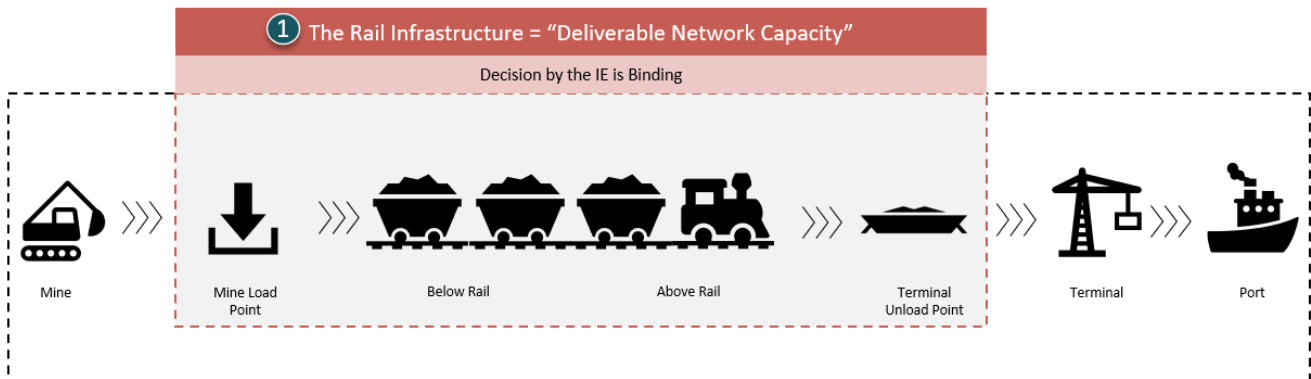 1 The Rail Infrastructure = “Deliverable Network Capacity”
Decision by the IE is Binding
Mine
Mine Load
Point
Below Rail
Above Rail
Terminal
Unload Point
Terminal
Port